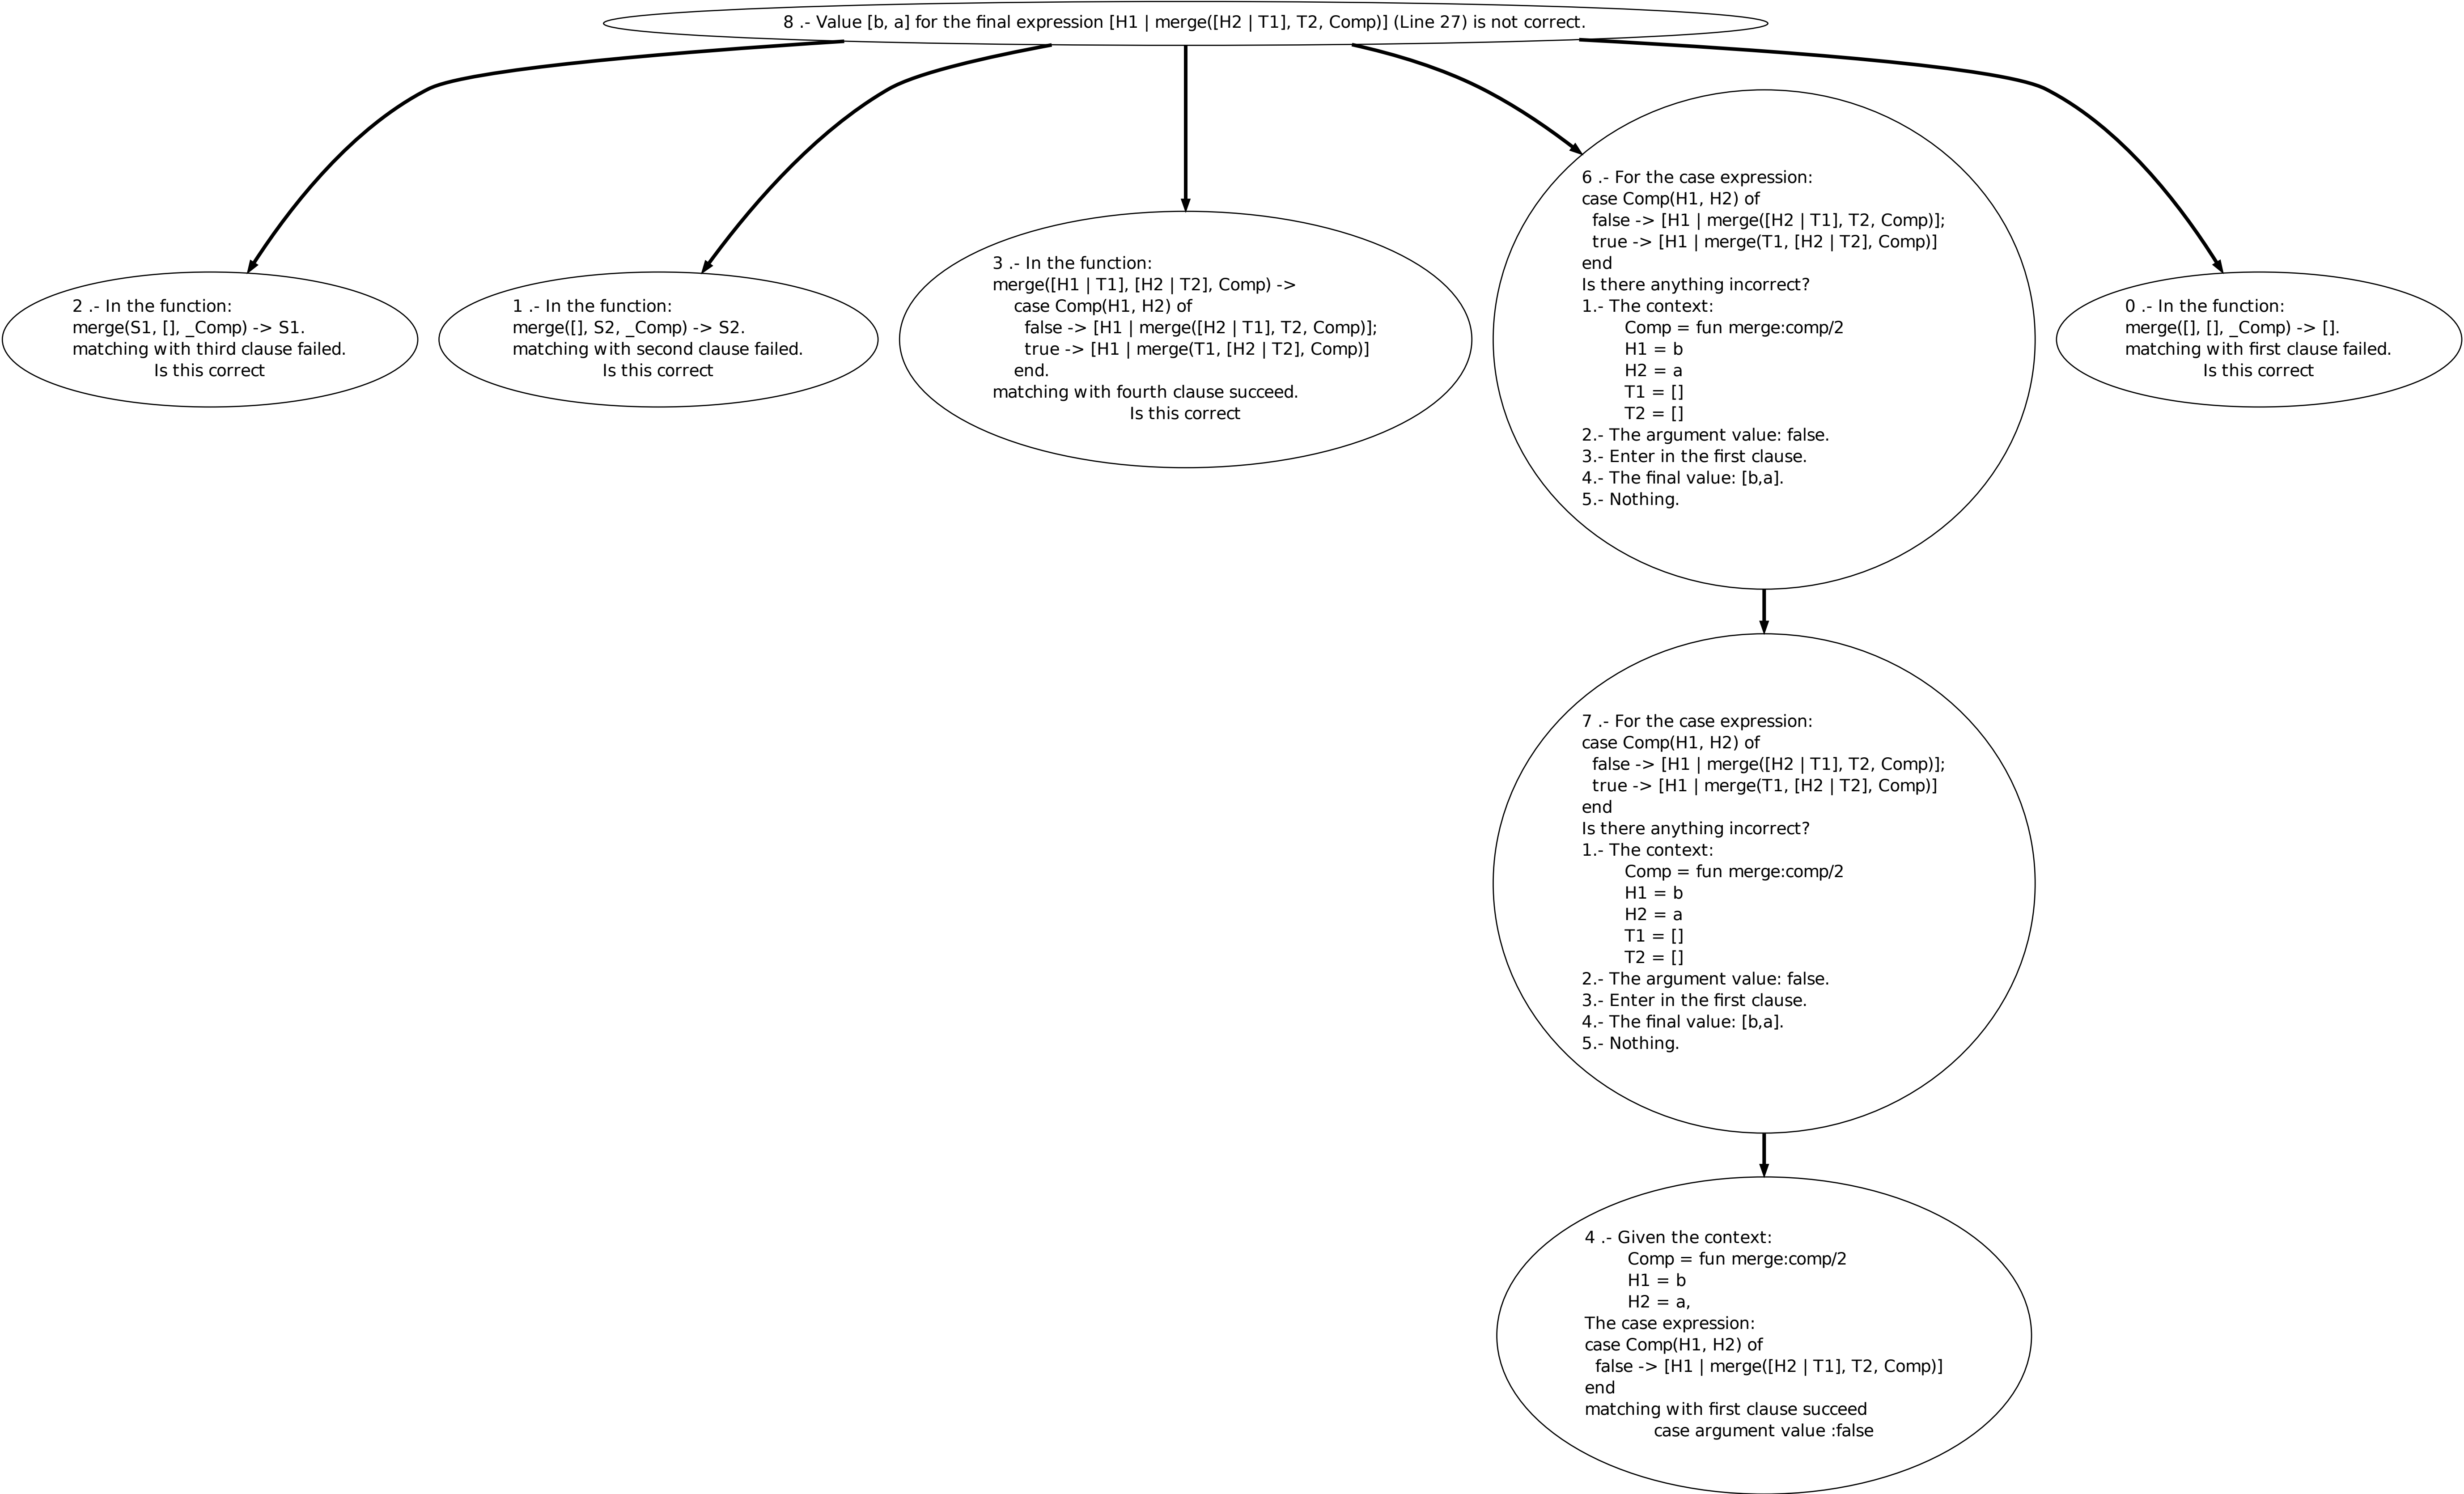 8 .- Value [b, a] for the final expression [H1 | merge([H2 | T1], T2, Comp)] (Line 27) is not correct.
2 .- In the function:
merge(S1, [], _Comp) -> S1.
matching with third clause failed.
Is this correct
1 .- In the function:
merge([], S2, _Comp) -> S2.
matching with second clause failed.
Is this correct
3 .- In the function:
merge([H1 | T1], [H2 | T2], Comp) ->
case Comp(H1, H2) of
false -> [H1 | merge([H2 | T1], T2, Comp)];
true -> [H1 | merge(T1, [H2 | T2], Comp)]
end.
matching with fourth clause succeed.
Is this correct
6 .- For the case expression:
case Comp(H1, H2) of
false -> [H1 | merge([H2 | T1], T2, Comp)];
true -> [H1 | merge(T1, [H2 | T2], Comp)]
end
Is there anything incorrect?
1.- The context:
Comp = fun merge:comp/2
H1 = b
H2 = a
T1 = []
T2 = []
2.- The argument value: false.
3.- Enter in the first clause.
4.- The final value: [b,a].
5.- Nothing.
0 .- In the function:
merge([], [], _Comp) -> [].
matching with first clause failed.
Is this correct
7 .- For the case expression:
case Comp(H1, H2) of
false -> [H1 | merge([H2 | T1], T2, Comp)];
true -> [H1 | merge(T1, [H2 | T2], Comp)]
end
Is there anything incorrect?
1.- The context:
Comp = fun merge:comp/2
H1 = b
H2 = a
T1 = []
T2 = []
2.- The argument value: false.
3.- Enter in the first clause.
4.- The final value: [b,a].
5.- Nothing.
4 .- Given the context:
Comp = fun merge:comp/2
H1 = b
H2 = a,
The case expression:
case Comp(H1, H2) of
false -> [H1 | merge([H2 | T1], T2, Comp)]
end
matching with first clause succeed
case argument value :false